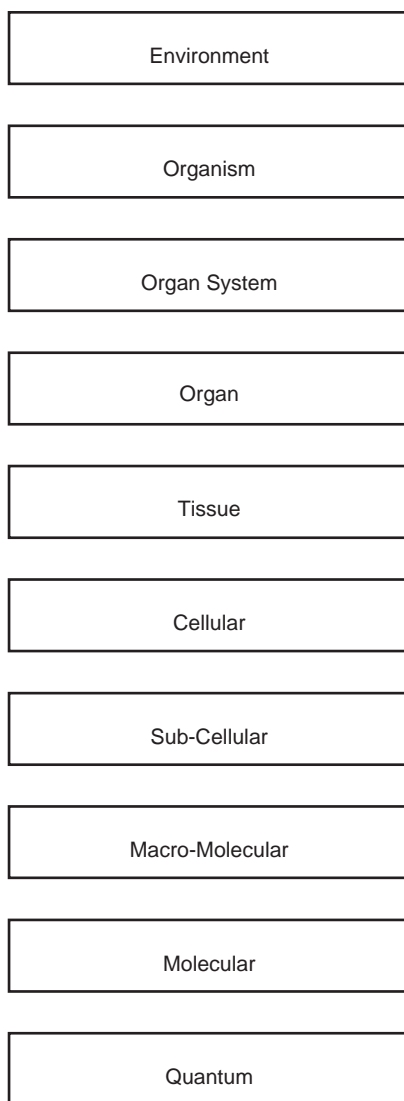 Environment
Organism
Organ System
Organ
Tissue
Cellular
Sub-Cellular
Macro-Molecular
Molecular
Quantum